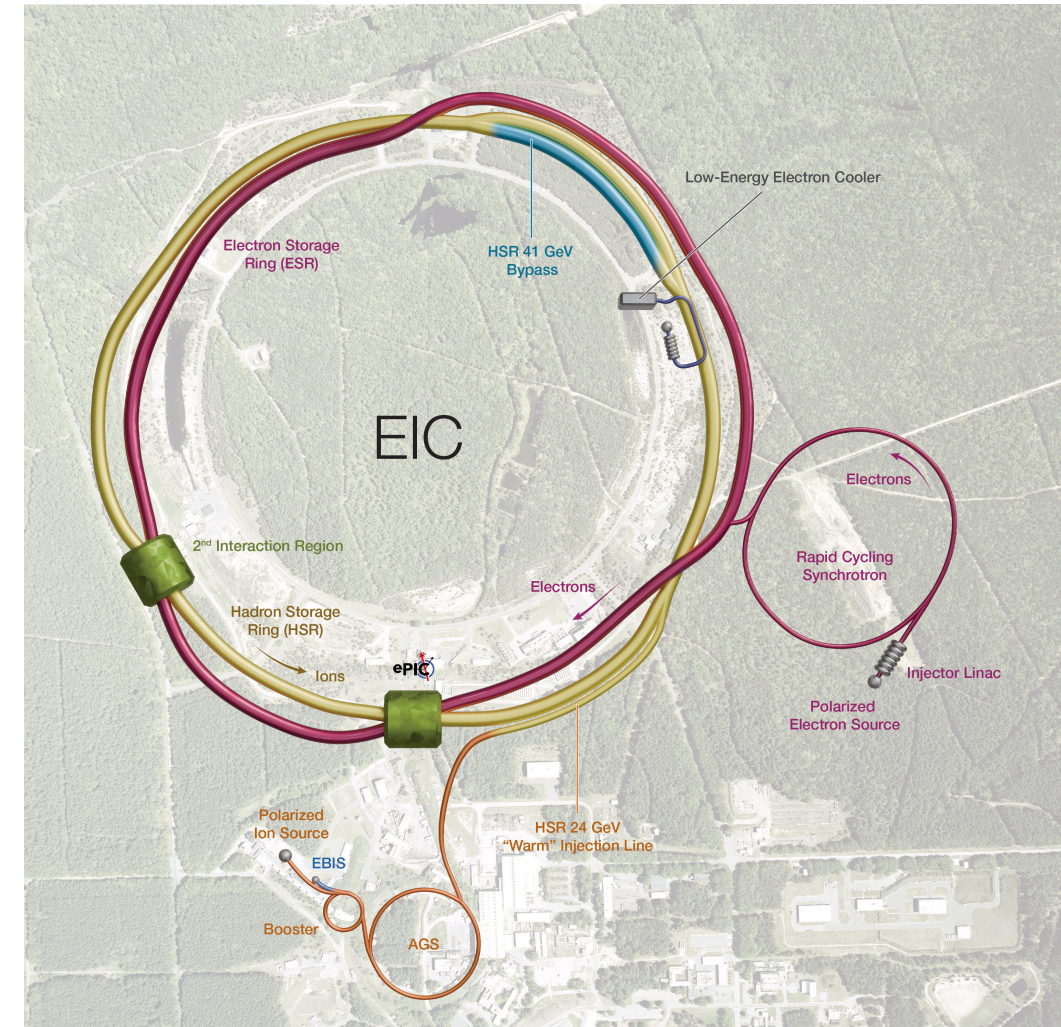 Low-Energy Electron Cooler
Electron Storage
Ring (ESR)
HSR 41 GeV
Bypass
EIC
Electrons
2nd Interaction Region
Rapid Cycling
Synchrotron
Electrons
Hadron Storage
Ring (HSR)
Ions
ePIC
Injector Linac
Polarized
Electron Source
Polarized
Ion Source
HSR 24 GeV
“Warm” Injection Line
EBIS
Booster
AGS